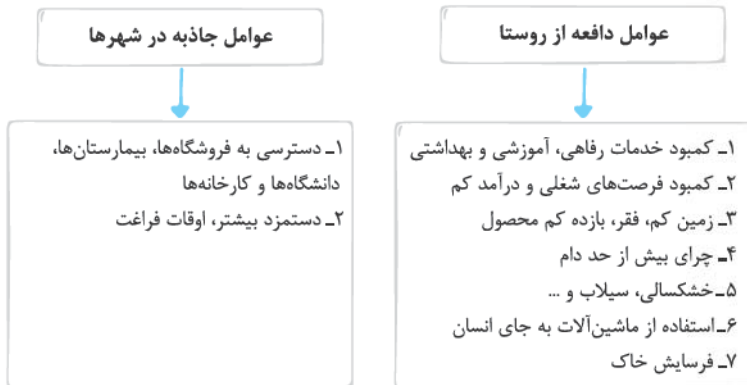 عوامل دافعه از روستا
۱ـ کمبود خدمات رفاهی، آموزشی و بهداشتی
۲ـ کمبود فرصت‌های شغلی و درآمد کم
۳ـ زمین کم، فقر، بازده کم محصول
۴ـ چرای بیش از حد دام
۵ـ خشکسالی، سیلاب و ...
۶ـ استفاده از ماشین‌آلات به جای انسان
۷ـ فرسایش خاک
عوامل جاذبه در شهرها
۱ـ دسترسی به فروشگاه‌ها، بیمارستان‌ها،
دانشگاه‌ها و کارخانه‌ها
۲ـ دستمزد بیشتر، اوقات فراغت